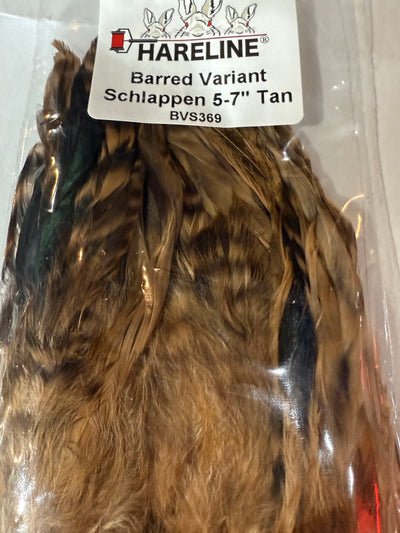 HARELINE®
Barred Variant
Schlappen 5-7" Tan
BVS369